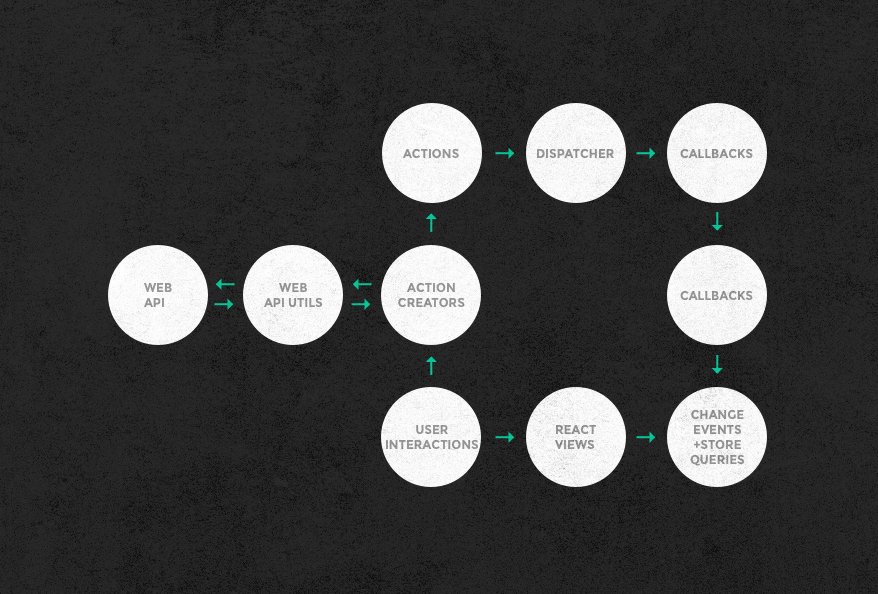 ACTIONS
DISPATCHER
CALLBACKS
WEB
API
WEB
API UTILS
ACTION
CREATORS
CALLBACKS
USER
INTERACTIONS
REACT
VIEWS
CHANGE
EVENTS
+STORE
QUERIES